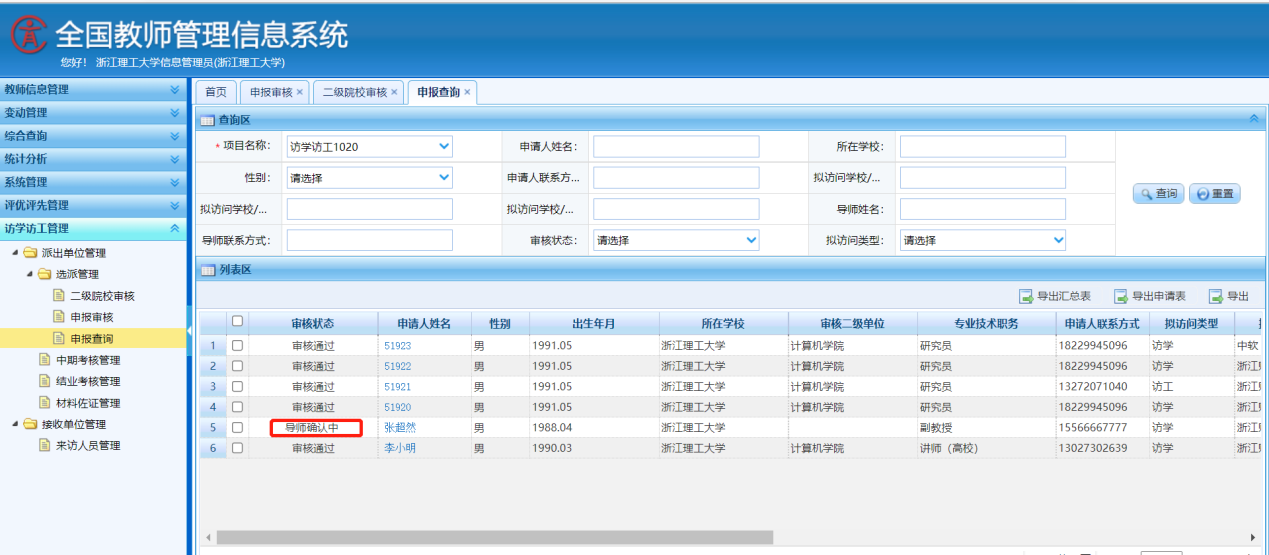 全国教师管理信息系统
您好! 浙江理工大学信息管理员(浙江理工大学)
教师信息管理
变动管理
综合查询
统计分析
系统管理
评优评先管理
访学访工管理
派出单位管理
选派管理
二级院校审核
申报审核
申报查询
中期考核管理
结业考核管理
材料佐证管理
接收单位管理
来访人员管理
首页 申报审核 × 二级院校审核 × 申报查询 ×
查询区
* 项目名称: 访学访工1020 申请人姓名: 所在学校:
性别: 请选择 申请人联系方... 拟访问学校/...
拟访问学校/... 拟访问学校/... 导师姓名:
导师联系方式: 审核状态: 请选择 拟访问类型: 请选择
查询 重置
列表区
导出汇总表 导出申请表 导出
审核状态 申请人姓名 性别 出生年月 所在学校 审核二级单位 专业技术职务 申请人联系方式 拟访问类型
1 审核通过 51923 男 1991.05 浙江理工大学 计算机学院 研究员 18229945096 访学 中软
2 审核通过 51922 男 1991.05 浙江理工大学 计算机学院 研究员 18229945096 访学 浙江
3 审核通过 51921 男 1991.05 浙江理工大学 计算机学院 研究员 13272071040 访工 浙江
4 审核通过 51920 男 1991.05 浙江理工大学 计算机学院 研究员 18229945096 访学 浙江
5 导师确认中 张超然 男 1988.04 浙江理工大学 副教授 15566667777 访学 浙江
6 审核通过 李小明 男 1990.03 浙江理工大学 计算机学院 讲师（高校） 13027302639 访学 浙江